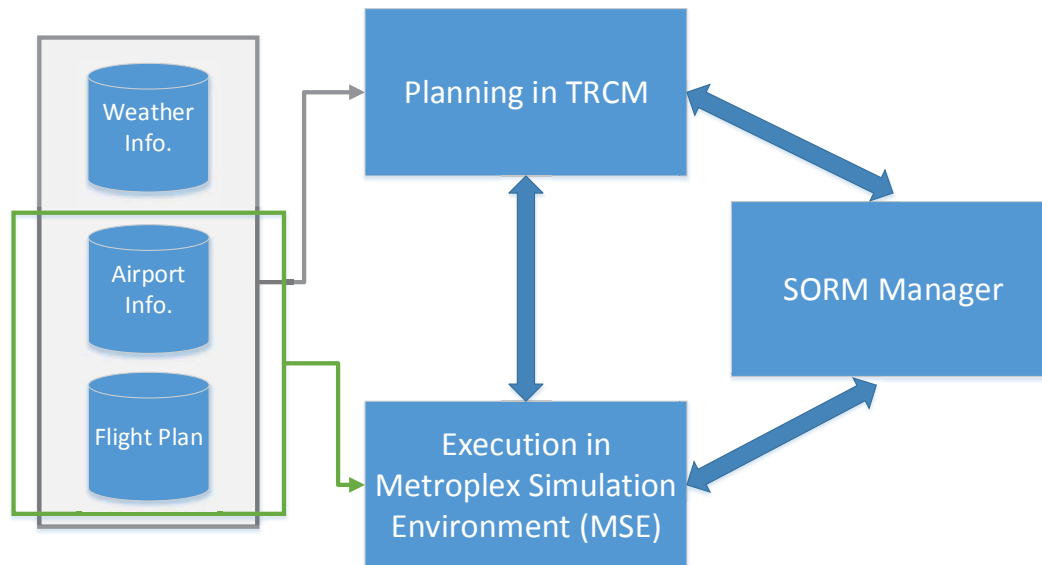 Weather
Info.
Airport
Info.
Flight Plan
Planning in TRCM
SORM Manager
Execution in
Metroplex Simulation
Environment (MSE)